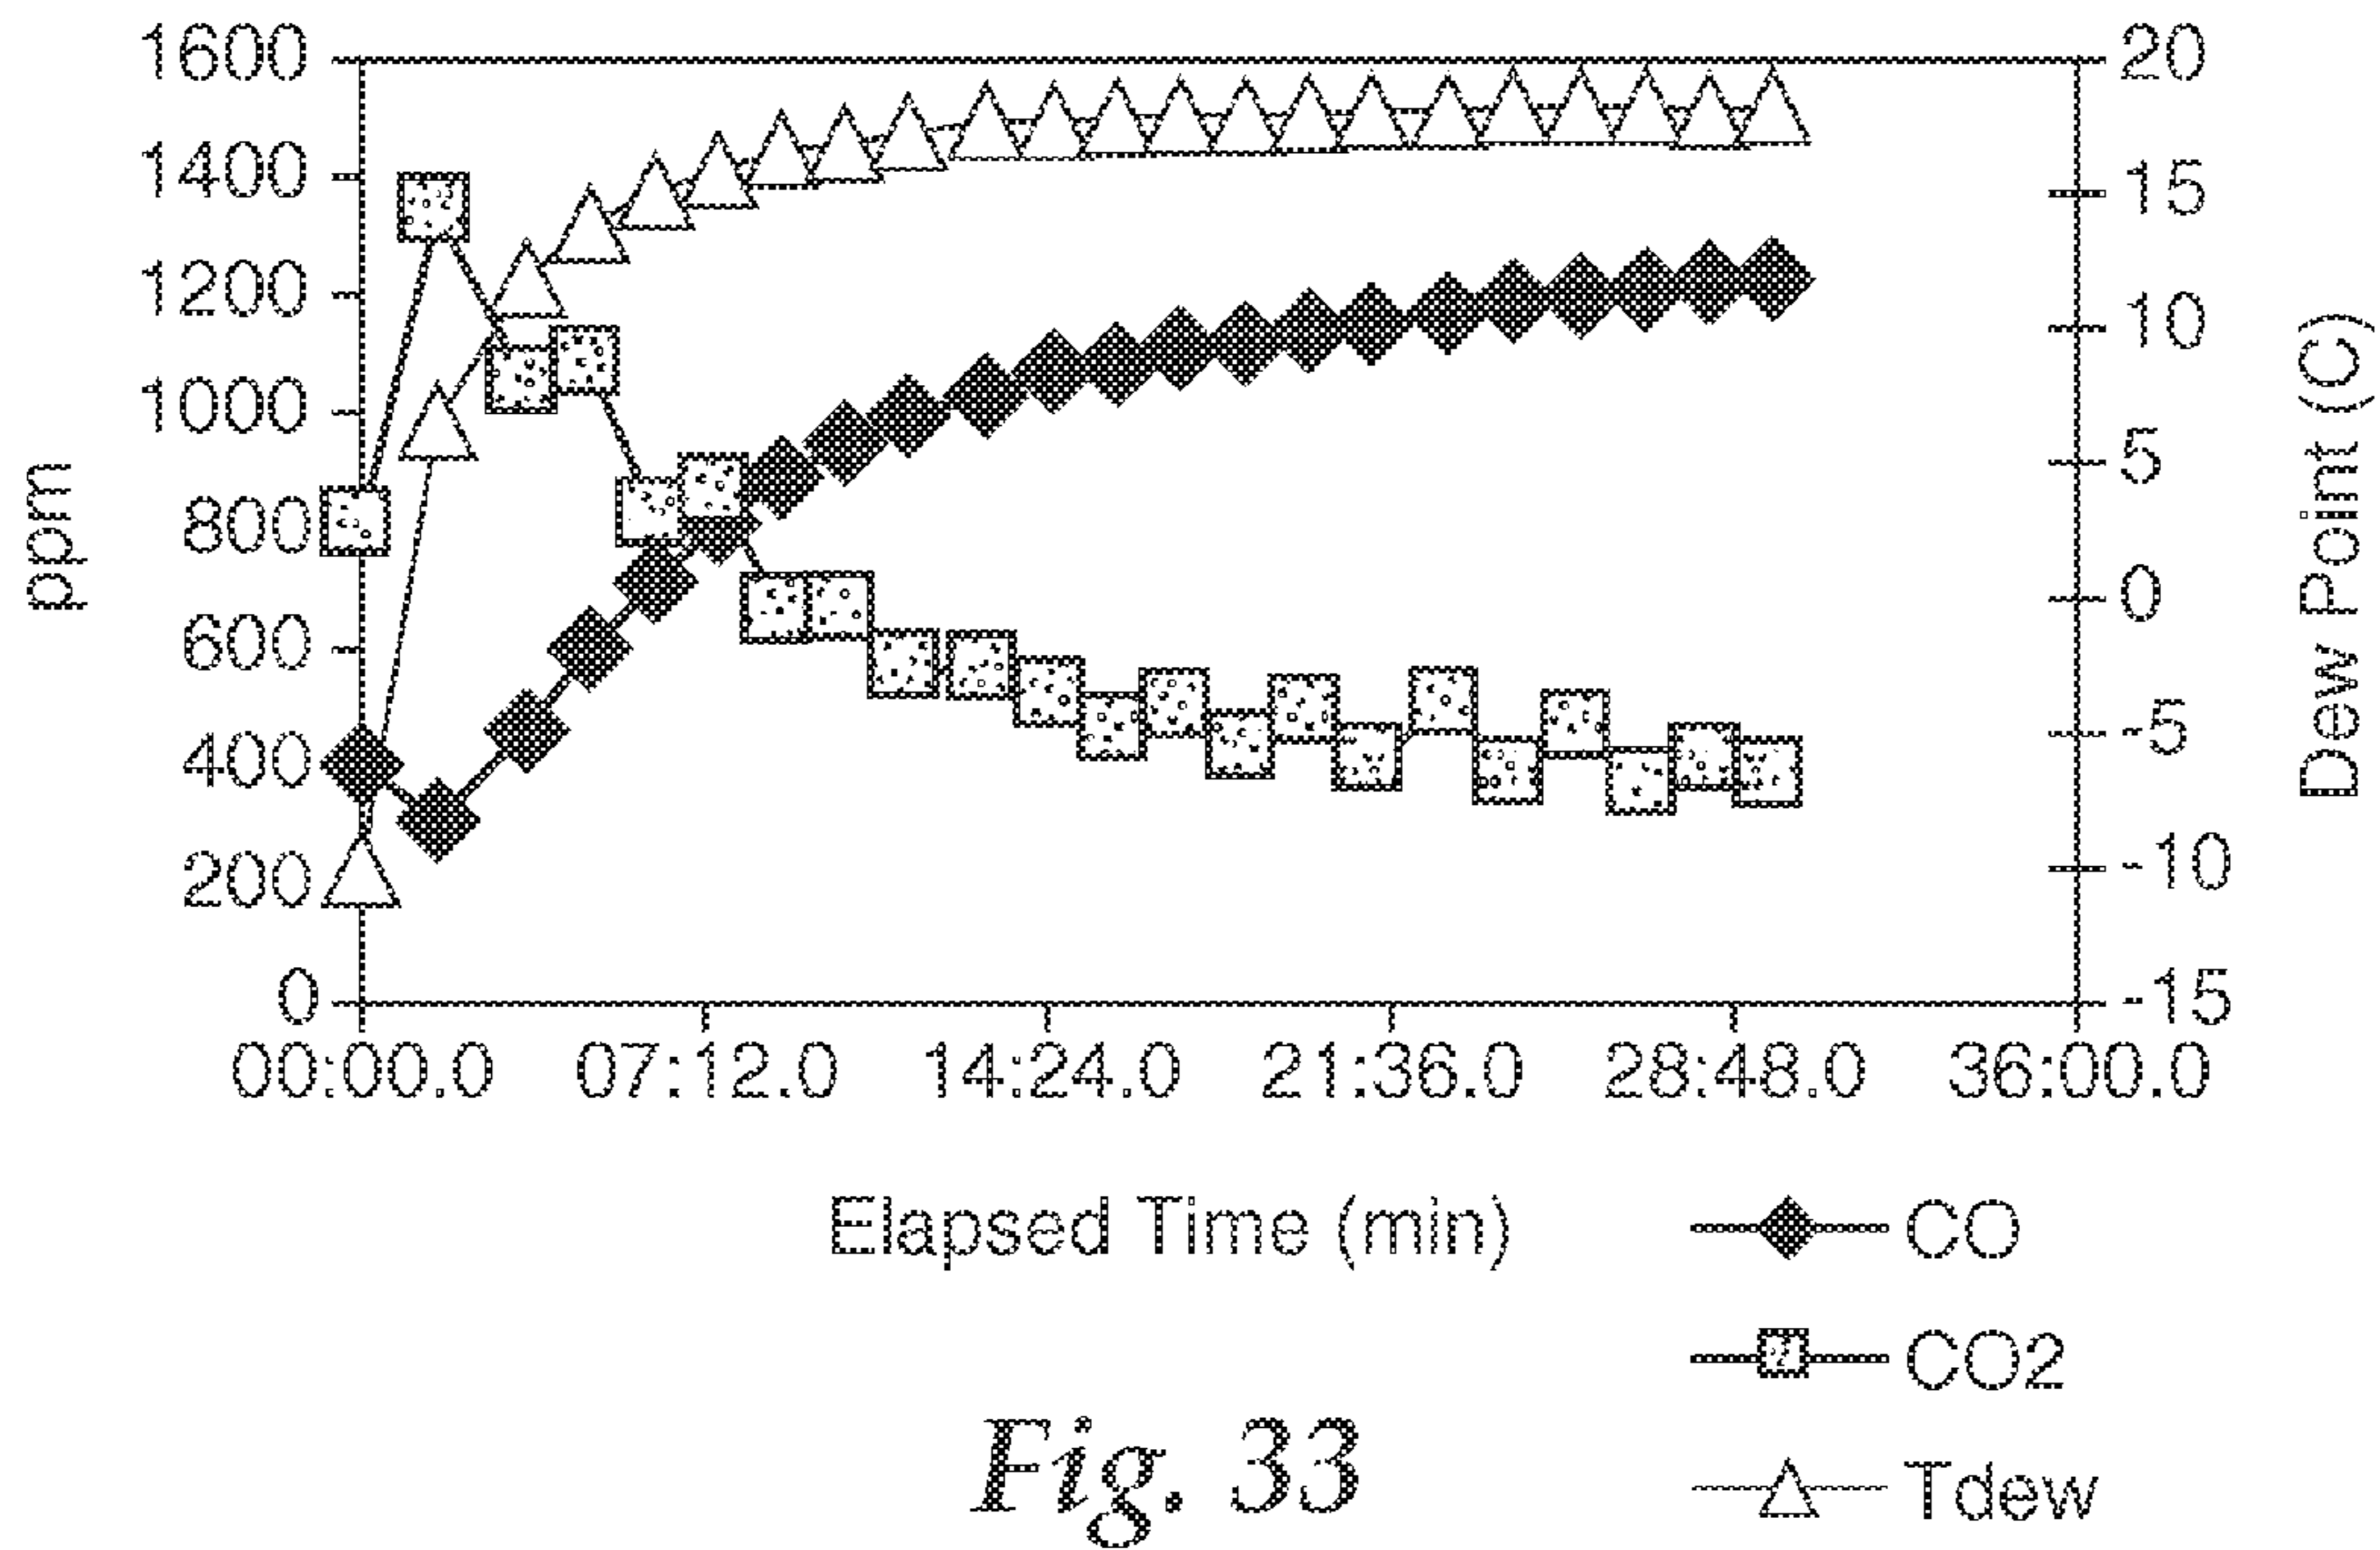 1600
1400
1200
1000
800
600
400
200
0
ppm
20
15
10
5
0
-5
-10
-15
Dew Point (C)
00:00.0 07:12.0 14:24.0 21:36.0 28:48.0 36:00.0
Elapsed Time (min)
CO
CO2
Tdew
Fig. 33